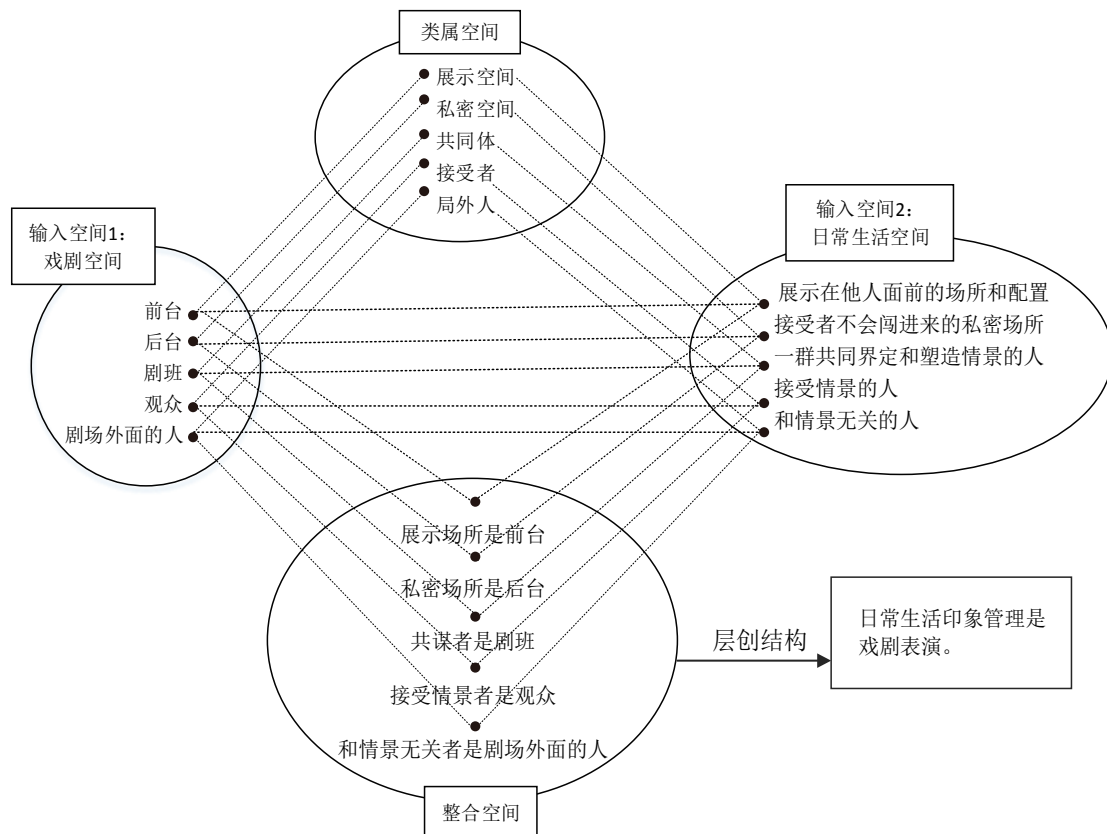 类属空间
展示空间
私密空间
共同体
接受者
局外人
输入空间1：
戏剧空间
前台
后台
剧班
观众
剧场外面的人
输入空间2：
日常生活空间
展示在他人面前的场所和配置
接受者不会闯进来的私密场所
一群共同界定和塑造情景的人
接受情景的人
和情景无关的人
展示场所是前台
私密场所是后台
共谋者是剧班
接受情景者是观众
和情景无关者是剧场外面的人
整合空间
层创结构
日常生活印象管理是
戏剧表演。